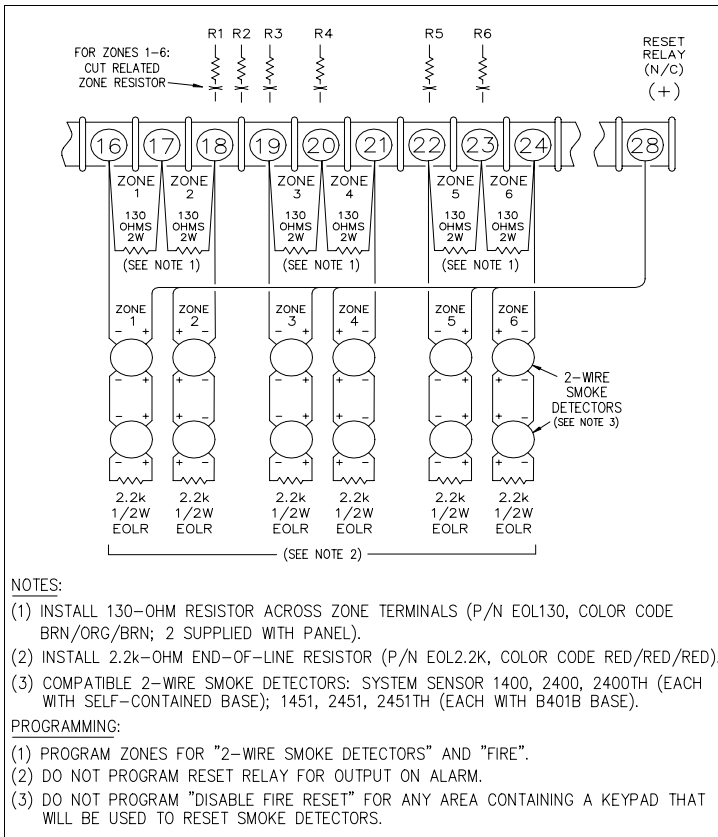 R1 R2 R3 R4 R5 R6
FOR ZONES 1-6:
CUT RELATED
ZONE RESISTOR
RESET
RELAY
(N/C)
(+)
16 17 18 19 20 21 22 23 24 28
ZONE ZONE ZONE ZONE ZONE ZONE
1 2 3 4 5 6
130 130 130 130 130 130
OHMS OHMS OHMS OHMS OHMS OHMS
2W 2W 2W 2W 2W 2W
(SEE NOTE 1) (SEE NOTE 1) (SEE NOTE 1)
ZONE ZONE ZONE ZONE ZONE ZONE
1 2 3 4 5 6
- + + - - + + - - + + -
- + + - - + + - - + + -
- + + - - + + - - + + -
- + + - - + + - - + + -
2-WIRE
SMOKE
DETECTORS
(SEE NOTE 3)
2.2k 2.2k 2.2k 2.2k 2.2k 2.2k
1/2W 1/2W 1/2W 1/2W 1/2W 1/2W
EOLR EOLR EOLR EOLR EOLR EOLR
(SEE NOTE 2)
NOTES:
(1) INSTALL 130-OHM RESISTOR ACROSS ZONE TERMINALS (P/N EOL130, COLOR CODE
BRN/ORG/BRN; 2 SUPPLIED WITH PANEL).
(2) INSTALL 2.2k-OHM END-OF-LINE RESISTOR (P/N EOL2.2K, COLOR CODE RED/RED/RED).
(3) COMPATIBLE 2-WIRE SMOKE DETECTORS: SYSTEM SENSOR 1400, 2400, 2400TH (EACH
WITH SELF-CONTAINED BASE); 1451, 2451, 2451TH (EACH WITH B401B BASE).
PROGRAMMING:
(1) PROGRAM ZONES FOR "2-WIRE SMOKE DETECTORS" AND "FIRE".
(2) DO NOT PROGRAM RESET RELAY FOR OUTPUT ON ALARM.
(3) DO NOT PROGRAM "DISABLE FIRE RESET" FOR ANY AREA CONTAINING A KEYPAD THAT
WILL BE USED TO RESET SMOKE DETECTORS.